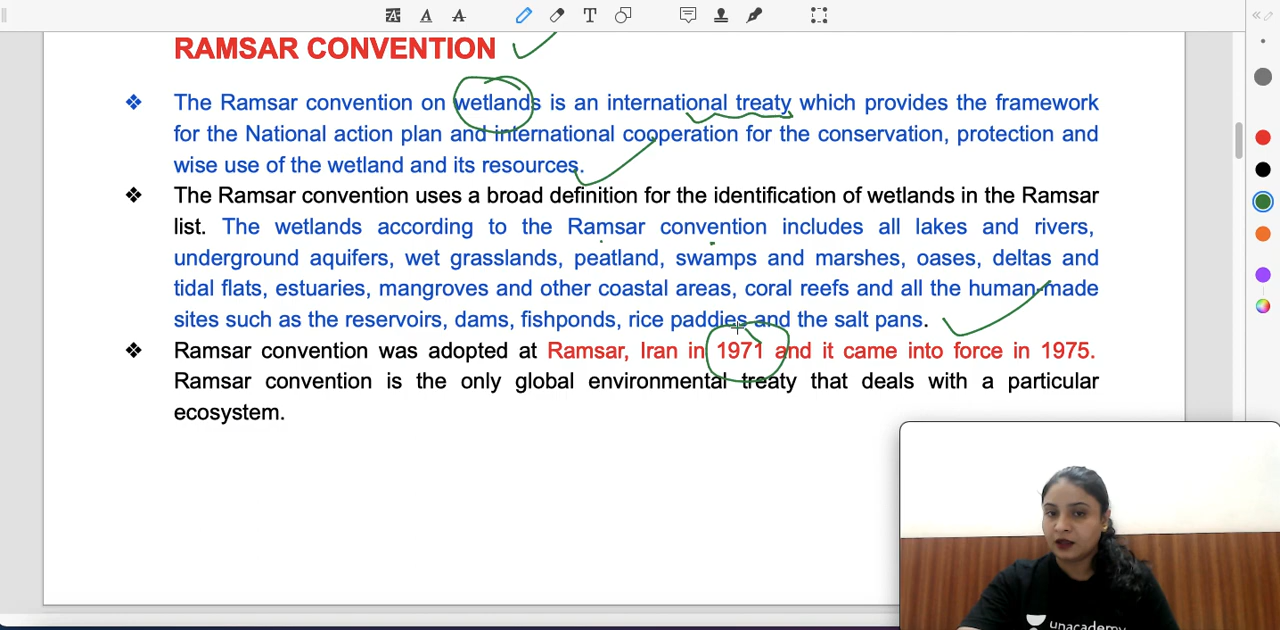 RAMSAR CONVENTION
❖ The Ramsar convention on wetlands is an international treaty which provides the framework
for the National action plan and international cooperation for the conservation, protection and
wise use of the wetland and its resources.
❖ The Ramsar convention uses a broad definition for the identification of wetlands in the Ramsar
list. The wetlands according to the Ramsar convention includes all lakes and rivers,
underground aquifers, wet grasslands, peatland, swamps and marshes, oases, deltas and
tidal flats, estuaries, mangroves and other coastal areas, coral reefs and all the human-made
sites such as the reservoirs, dams, fishponds, rice paddies and the salt pans.
❖ Ramsar convention was adopted at Ramsar, Iran in 1971 and it came into force in 1975.
Ramsar convention is the only global environmental treaty that deals with a particular
ecosystem.
unacademy